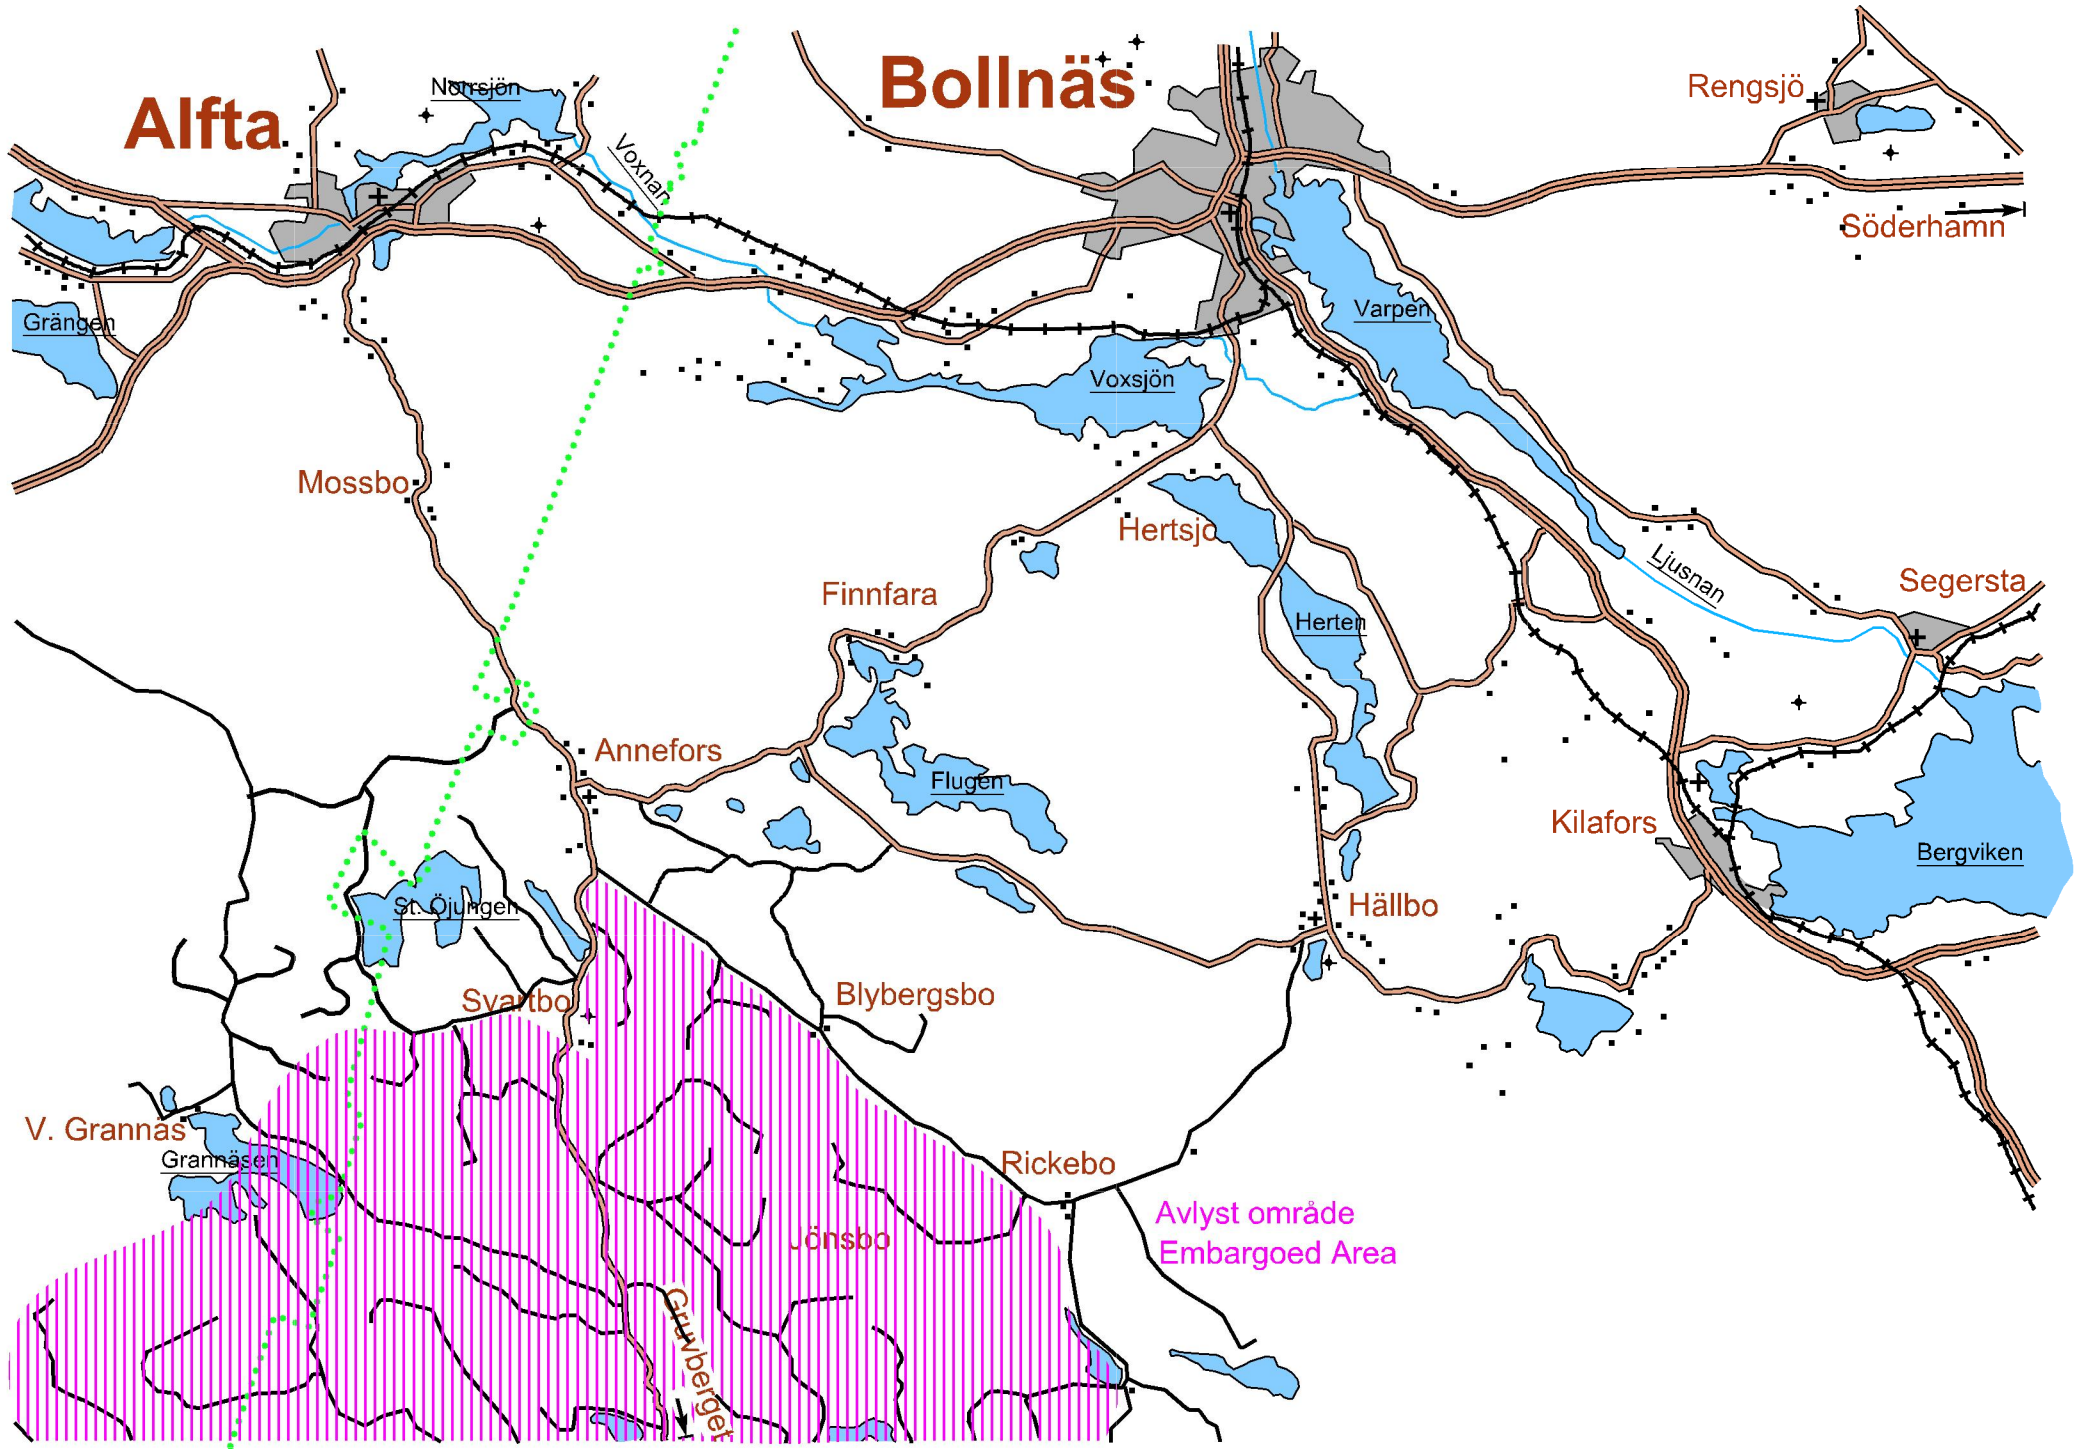 Bollnäs
Rengsjö
Norrsjön
Alfta
Voxnan
Söderhamn
Grängen
Varpen
Voxsjön
Mossbo
Hertsjö
Ljusnan
Segersta
Finnfara
Herten
Annefors
Flugen
Kilafors
Bergviken
St. Öjungen
Hällbo
Svartbo
Blybergsbo
V. Grannäs
Grannäsen
Rickebo
Avlyst område
Embargoed Area
Jönsbo
Gruvberget